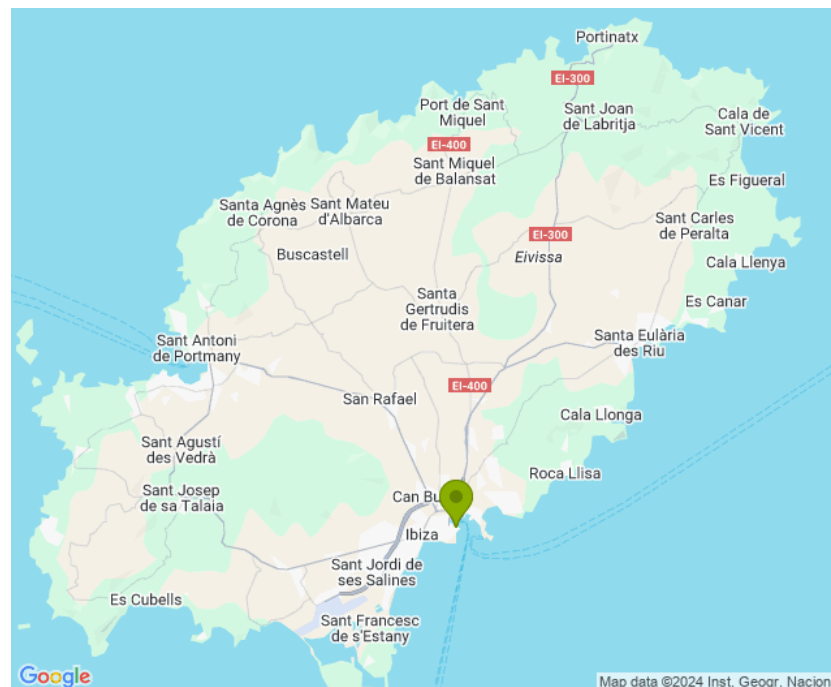 Portinatx
EI-300
Port de Sant
Miquel
Sant Joan
de Labritja
Cala de
Sant Vicent
EI-400
Sant Miquel
de Balansat
Es Figueral
Santa Agnès
de Corona
Sant Mateu
d'Albarca
Sant Carles
de Peralta
EI-300
Buscastell
Eivissa
Cala Llenya
Santa
Gertrudis
de Fruitera
Es Canar
Sant Antoni
de Portmany
Santa Eulària
des Riu
EI-400
San Rafael
Cala Llonga
Sant Agustí
des Vedrà
Roca Llisa
Sant Josep
de sa Talaia
Can Bu
Ibiza
Sant Jordi de
ses Salines
Es Cubells
Sant Francesc
de s'Estany
Google
Map data ©2024 Inst. Geogr. Nacion